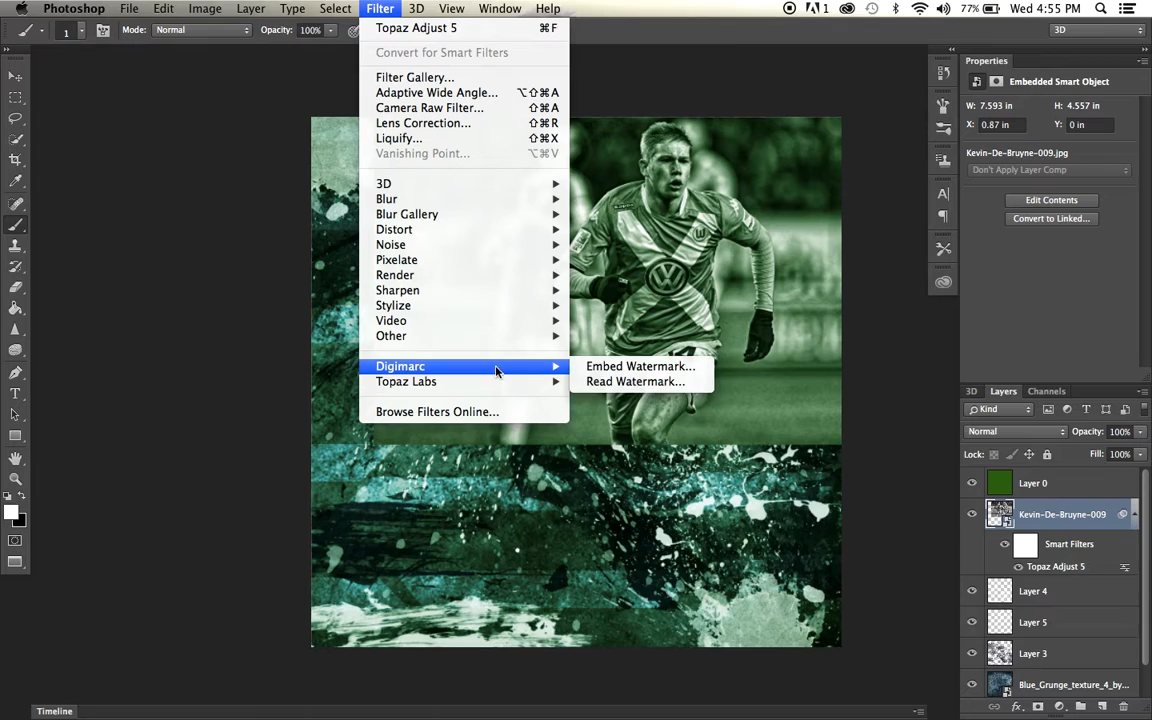 Photoshop File Edit Image Layer Type Select Filter 3D View Window Help 1 77% Wed 4:55 PM
1 Mode: Normal Opacity: 100% 3D
Topaz Adjust 5 ⌘F
Convert for Smart Filters
Filter Gallery...
Adaptive Wide Angle... ⌥⇧⌘A
Camera Raw Filter... ⇧⌘A
Lens Correction... ⇧⌘R
Liquify... ⇧⌘X
Vanishing Point... ⌥⌘V
3D
Blur
Blur Gallery
Distort
Noise
Pixelate
Render
Sharpen
Stylize
Video
Other
Digimarc
Topaz Labs
Browse Filters Online...
Embed Watermark...
Read Watermark...
Properties
Embedded Smart Object
W: 7.593 in H: 4.557 in
X: 0.87 in Y: 0 in
Kevin-De-Bruyne-009.jpg
Don't Apply Layer Comp
Edit Contents
Convert to Linked...
3D Layers Channels
Kind
Normal Opacity: 100%
Lock: Fill: 100%
Layer 0
Kevin-De-Bruyne-009
Smart Filters
Topaz Adjust 5
Layer 4
Layer 5
Layer 3
Blue_Grunge_texture_4_by...
fx
Timeline